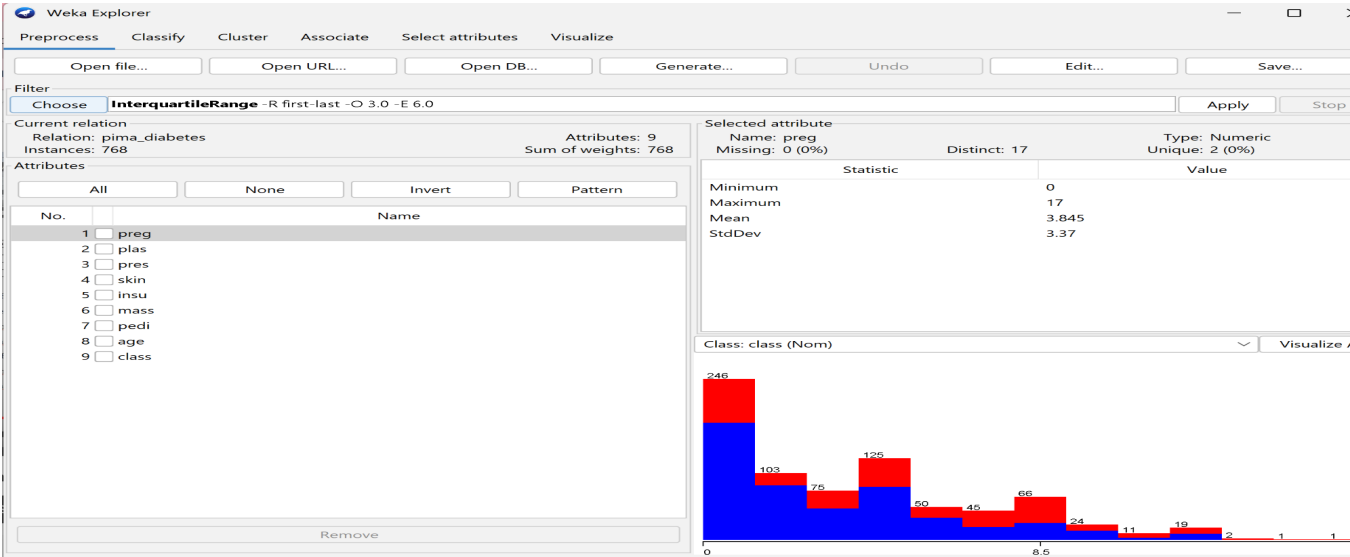 Weka Explorer
Preprocess Classify Cluster Associate Select attributes Visualize
Open file... Open URL... Open DB... Generate... Undo Edit... Save...
Filter
Choose InterquartileRange -R first-last -O 3.0 -E 6.0 Apply Stop
Current relation
Relation: pima_diabetes Attributes: 9
Instances: 768 Sum of weights: 768
Attributes
All None Invert Pattern
No. Name
1 preg
2 plas
3 pres
4 skin
5 insu
6 mass
7 pedi
8 age
9 class
Remove
Selected attribute
Name: preg Type: Numeric
Missing: 0 (0%) Distinct: 17 Unique: 2 (0%)
Statistic Value
Minimum 0
Maximum 17
Mean 3.845
StdDev 3.37
Class: class (Nom) Visualize
246
103
75
125
50
45
66
24
11
19
2
1
1
0 8.5